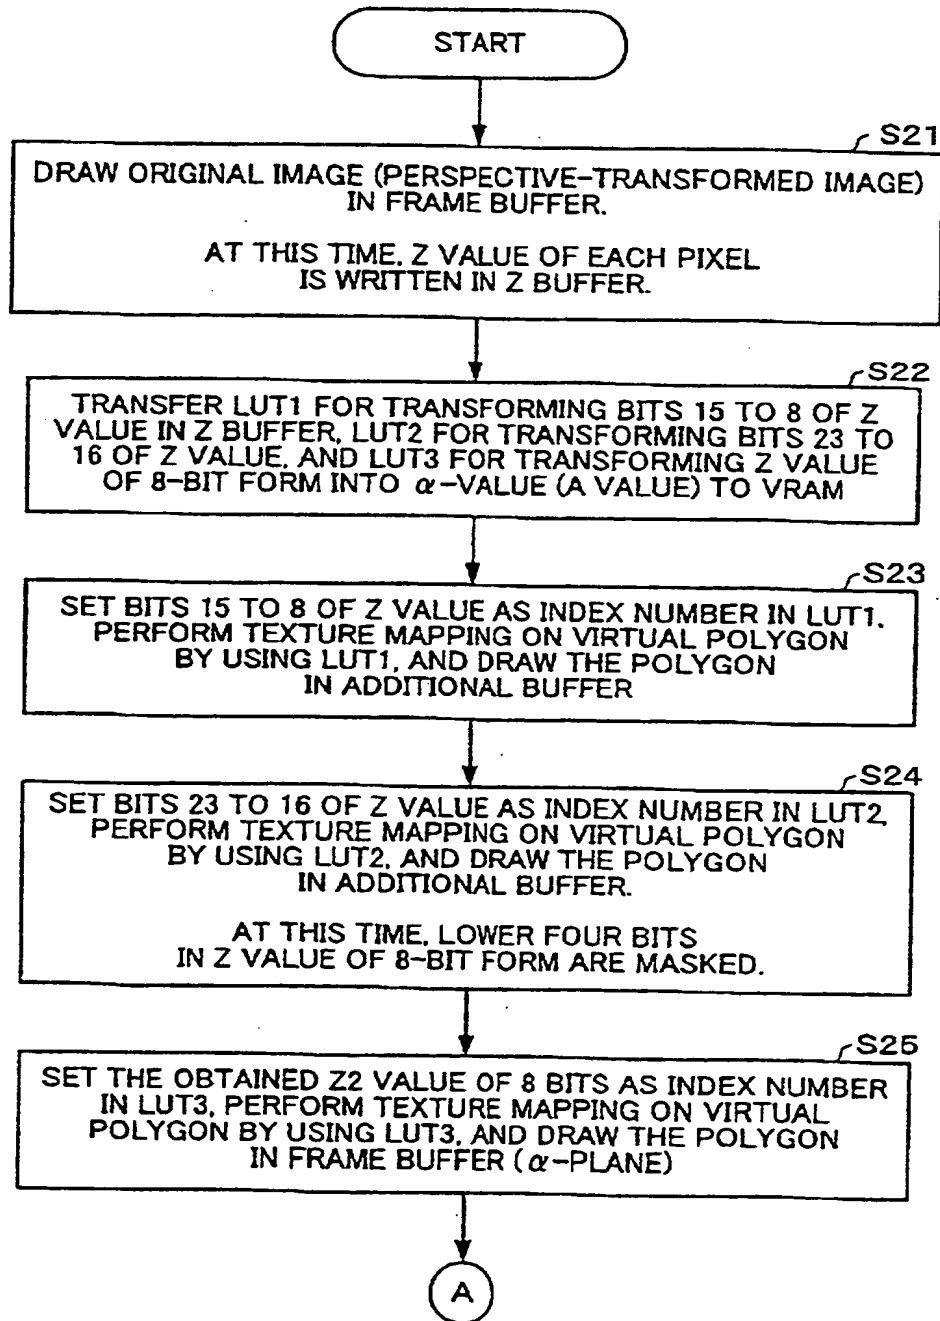 START
S21
DRAW ORIGINAL IMAGE (PERSPECTIVE-TRANSFORMED IMAGE)
IN FRAME BUFFER.
AT THIS TIME, Z VALUE OF EACH PIXEL
IS WRITTEN IN Z BUFFER.
S22
TRANSFER LUT1 FOR TRANSFORMING BITS 15 TO 8 OF Z
VALUE IN Z BUFFER, LUT2 FOR TRANSFORMING BITS 23 TO
16 OF Z VALUE, AND LUT3 FOR TRANSFORMING Z VALUE
OF 8-BIT FORM INTO α-VALUE (A VALUE) TO VRAM
S23
SET BITS 15 TO 8 OF Z VALUE AS INDEX NUMBER IN LUT1,
PERFORM TEXTURE MAPPING ON VIRTUAL POLYGON
BY USING LUT1, AND DRAW THE POLYGON
IN ADDITIONAL BUFFER
S24
SET BITS 23 TO 16 OF Z VALUE AS INDEX NUMBER IN LUT2,
PERFORM TEXTURE MAPPING ON VIRTUAL POLYGON
BY USING LUT2, AND DRAW THE POLYGON
IN ADDITIONAL BUFFER.
AT THIS TIME, LOWER FOUR BITS
IN Z VALUE OF 8-BIT FORM ARE MASKED.
S25
SET THE OBTAINED Z2 VALUE OF 8 BITS AS INDEX NUMBER
IN LUT3, PERFORM TEXTURE MAPPING ON VIRTUAL
POLYGON BY USING LUT3, AND DRAW THE POLYGON
IN FRAME BUFFER (α-PLANE)
A